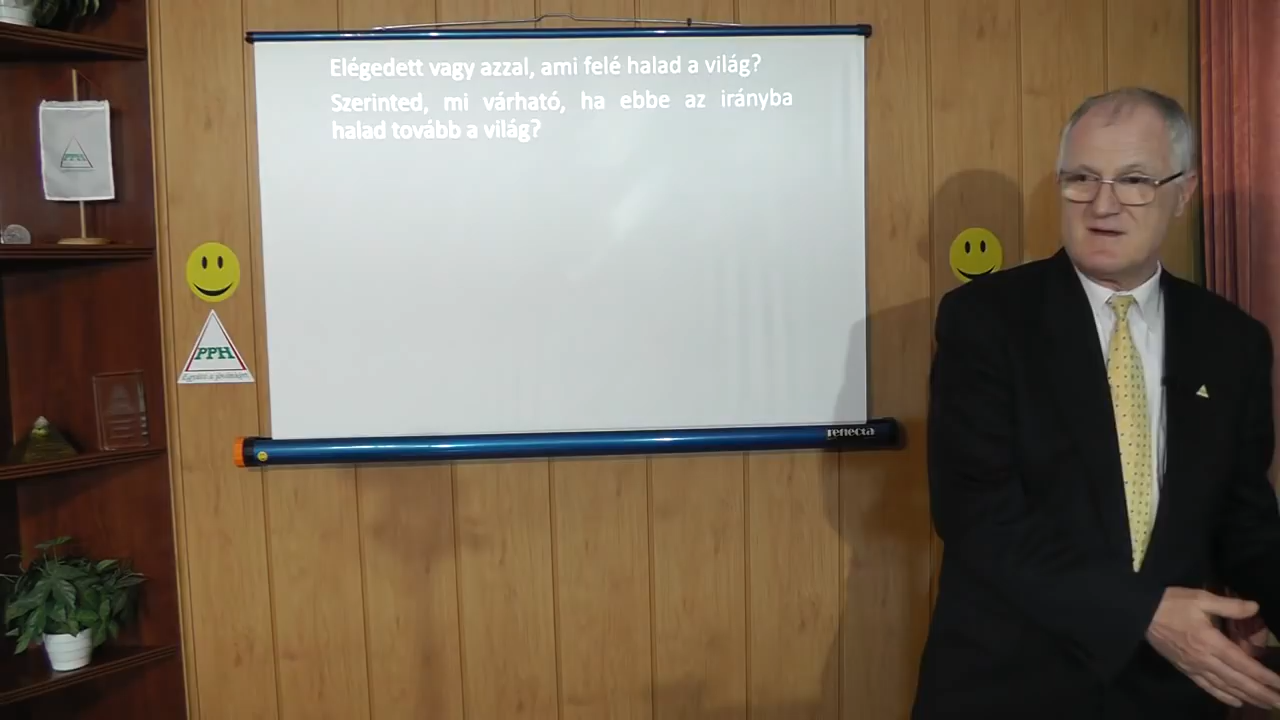 Elégedett vagy azzal, ami felé halad a világ?
Szerinted, mi várható, ha ebbe az irányba
halad tovább a világ?
PPH
PPH
reflecta